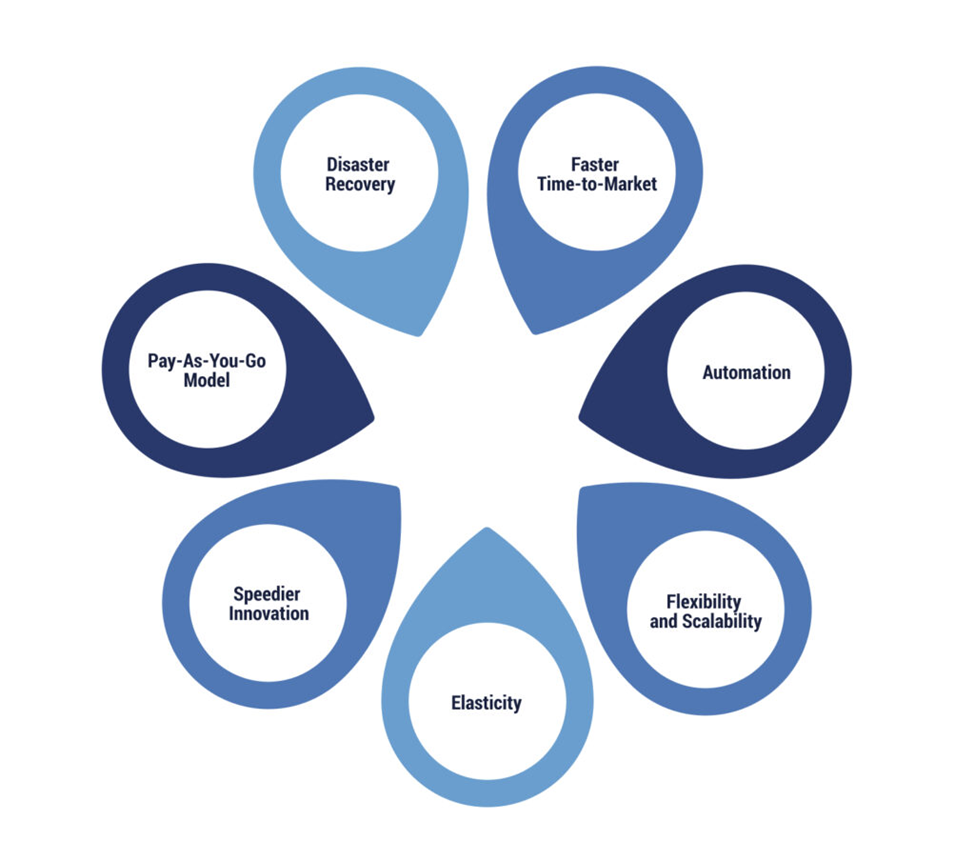 Disaster
Recovery
Faster
Time-to-Market
Pay-As-You-Go
Model
Automation
Speedier
Innovation
Flexibility
and Scalability
Elasticity